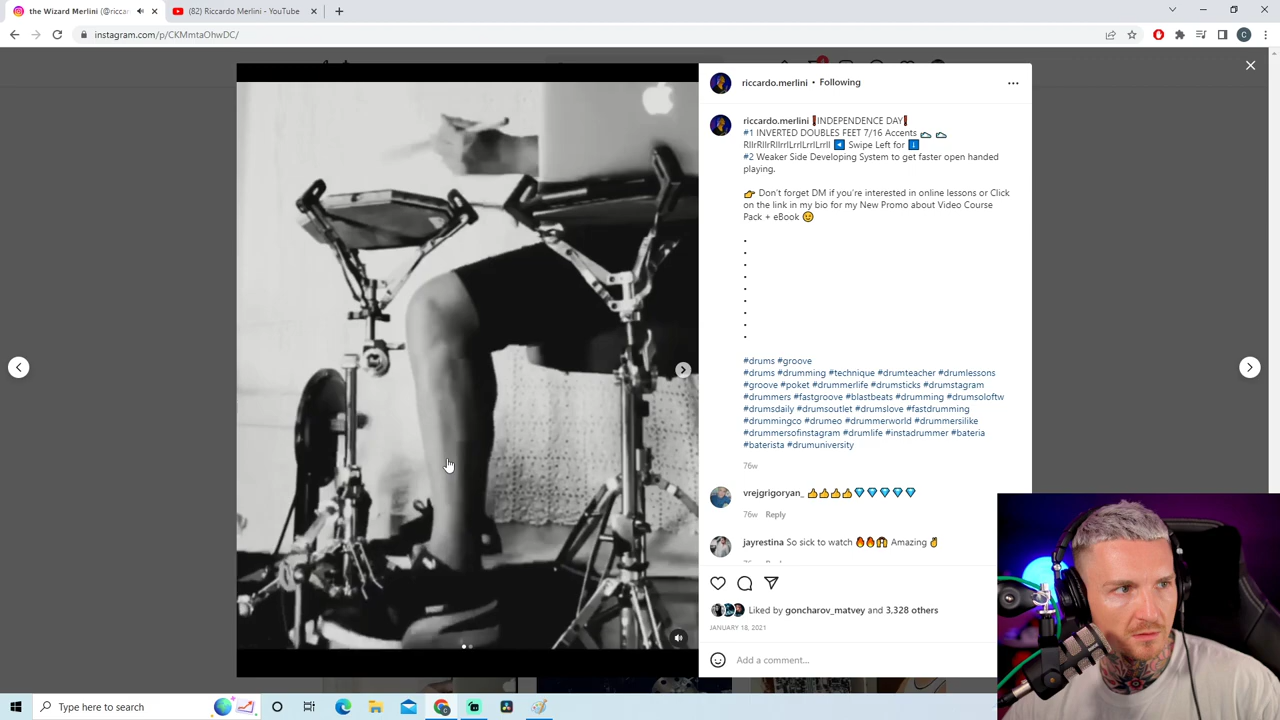 the Wizard Merlini (@riccar
(82) Riccardo Merlini - YouTube
instagram.com/p/CKMmtaOhwDC/
C
riccardo.merlini • Following
riccardo.merlini INDEPENDENCE DAY
#1 INVERTED DOUBLES FEET 7/16 Accents
RllrRllrRllrrlLrrlLrrlLrrll ◀ Swipe Left for
#2 Weaker Side Developing System to get faster open handed
playing.
👉 Don't forget DM if you're interested in online lessons or Click
on the link in my bio for my New Promo about Video Course
Pack + eBook 😉
.
.
.
.
.
.
.
.
.
#drums #groove
#drums #drumming #technique #drumteacher #drumlessons
#groove #poket #drummerlife #drumsticks #drumstagram
#drummers #fastgroove #blastbeats #drumming #drumsoloftw
#drumsdaily #drumsoutlet #drumslove #fastdrumming
#drummingco #drumeo #drummerworld #drummersilike
#drummersofinstagram #drumlife #instadrummer #bateria
#baterista #drumuniversity
76w
vrejgrigoryan_ 👍👍👍👍💎💎💎💎💎
76w Reply
jayrestina So sick to watch 🔥🔥🙌 Amazing ✌
Liked by goncharov_matvey and 3,328 others
JANUARY 18, 2021
Add a comment...
Type here to search